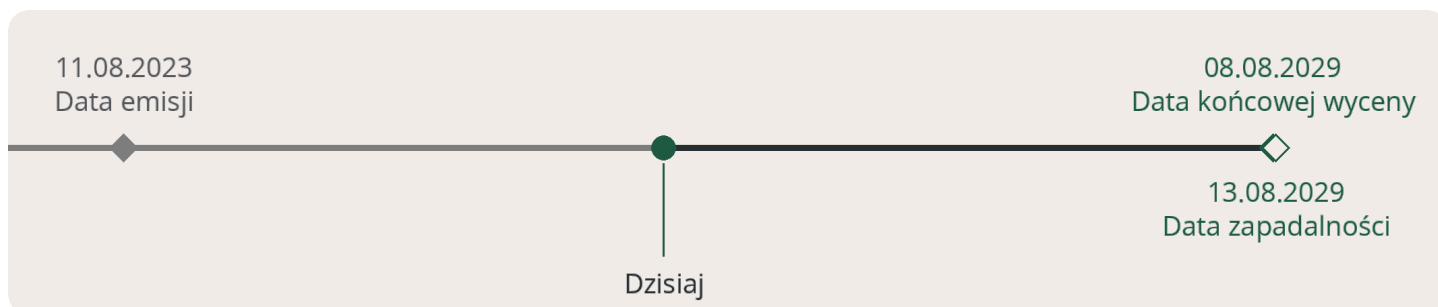 11.08.2023
Data emisji
08.08.2029
Data końcowej wyceny
13.08.2029
Data zapadalności
Dzisiaj